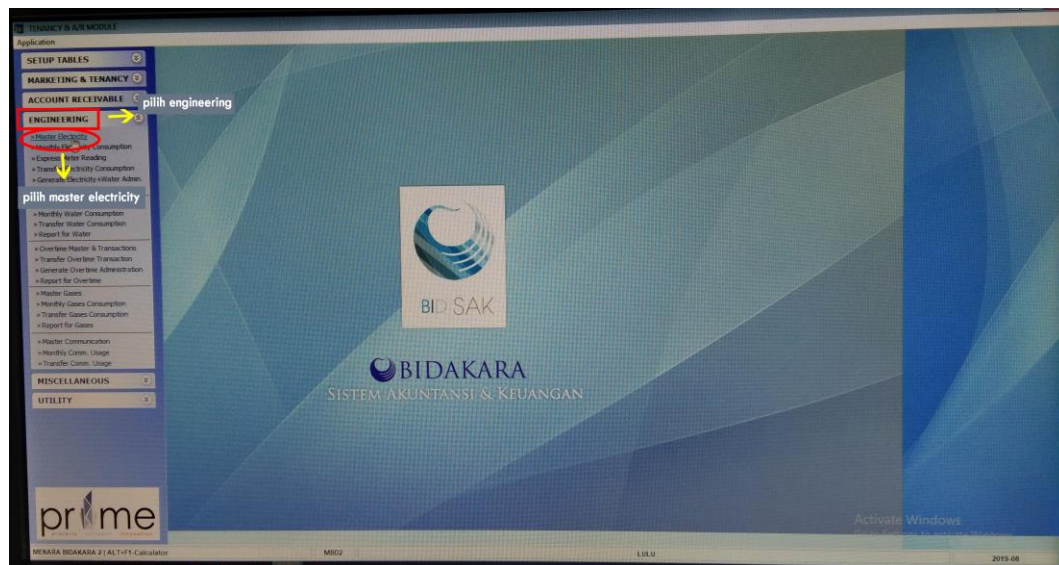 TENANCY & A/R MODULE
Application
SETUP TABLES
MARKETING & TENANCY
ACCOUNT RECEIVABLE
pilih engineering
ENGINEERING
» Master Electricity
» Monthly Electricity Consumption
» Express Meter Reading
» Transfer Electricity Consumption
» Generate Electricity+Water Admin.
pilih master electricity
» Monthly Water Consumption
» Transfer Water Consumption
» Report for Water
» Overtime Master & Transactions
» Transfer Overtime Transaction
» Generate Overtime Administration
» Report for Overtime
» Master Gases
» Monthly Gases Consumption
» Transfer Gases Consumption
» Report for Gases
» Master Communication
» Monthly Comm. Usage
» Transfer Comm. Usage
MISCELLANEOUS
UTILITY
BID SAK
BIDAKARA
SISTEM AKUNTANSI & KEUANGAN
prime
Activate Windows
MENARA BIDAKARA 2 | ALT+F1-Calculator
MBD2
LULU
2019-08